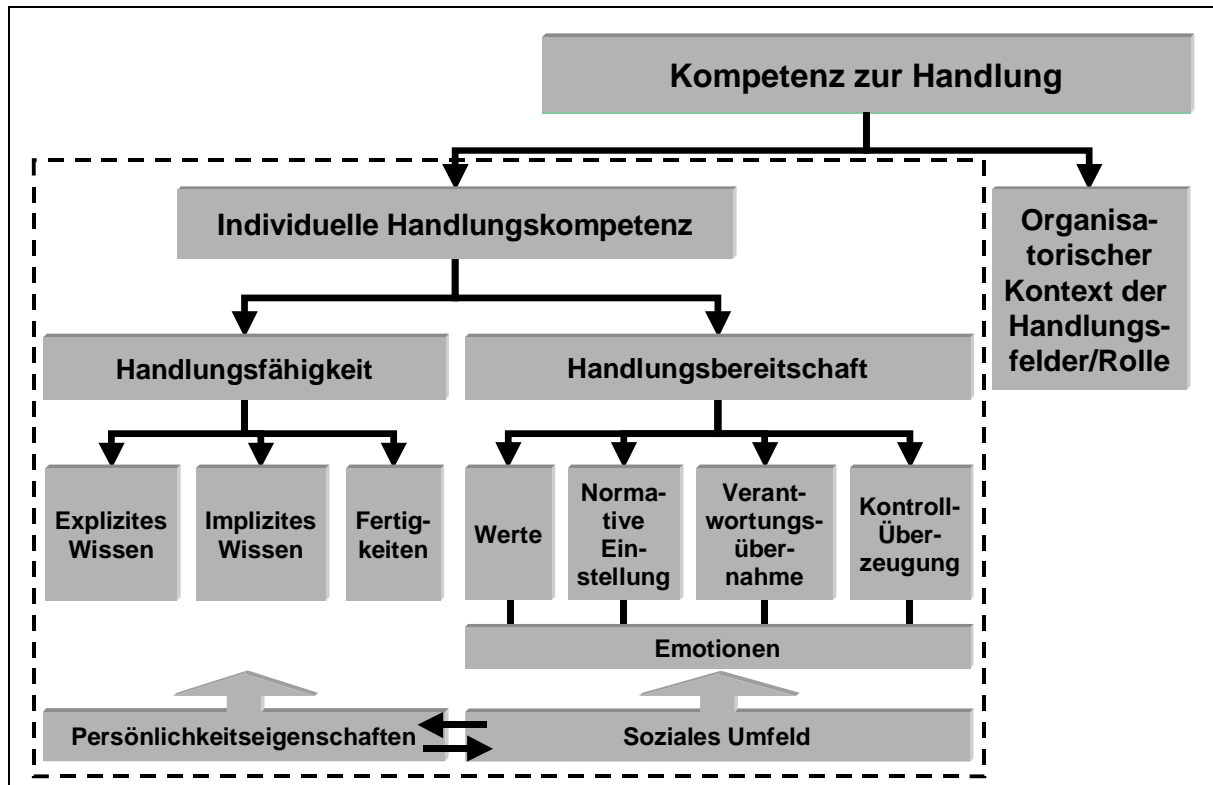 Kompetenz zur Handlung
Individuelle Handlungskompetenz
Organisa-
torischer
Kontext der
Handlungs-
felder/Rolle
Handlungsfähigkeit
Handlungsbereitschaft
Explizites
Wissen
Implizites
Wissen
Fertig-
keiten
Werte
Norma-
tive
Ein-
stellung
Verant-
wortungs-
über-
nahme
Kontroll-
Über-
zeugung
Emotionen
Persönlichkeitseigenschaften
Soziales Umfeld